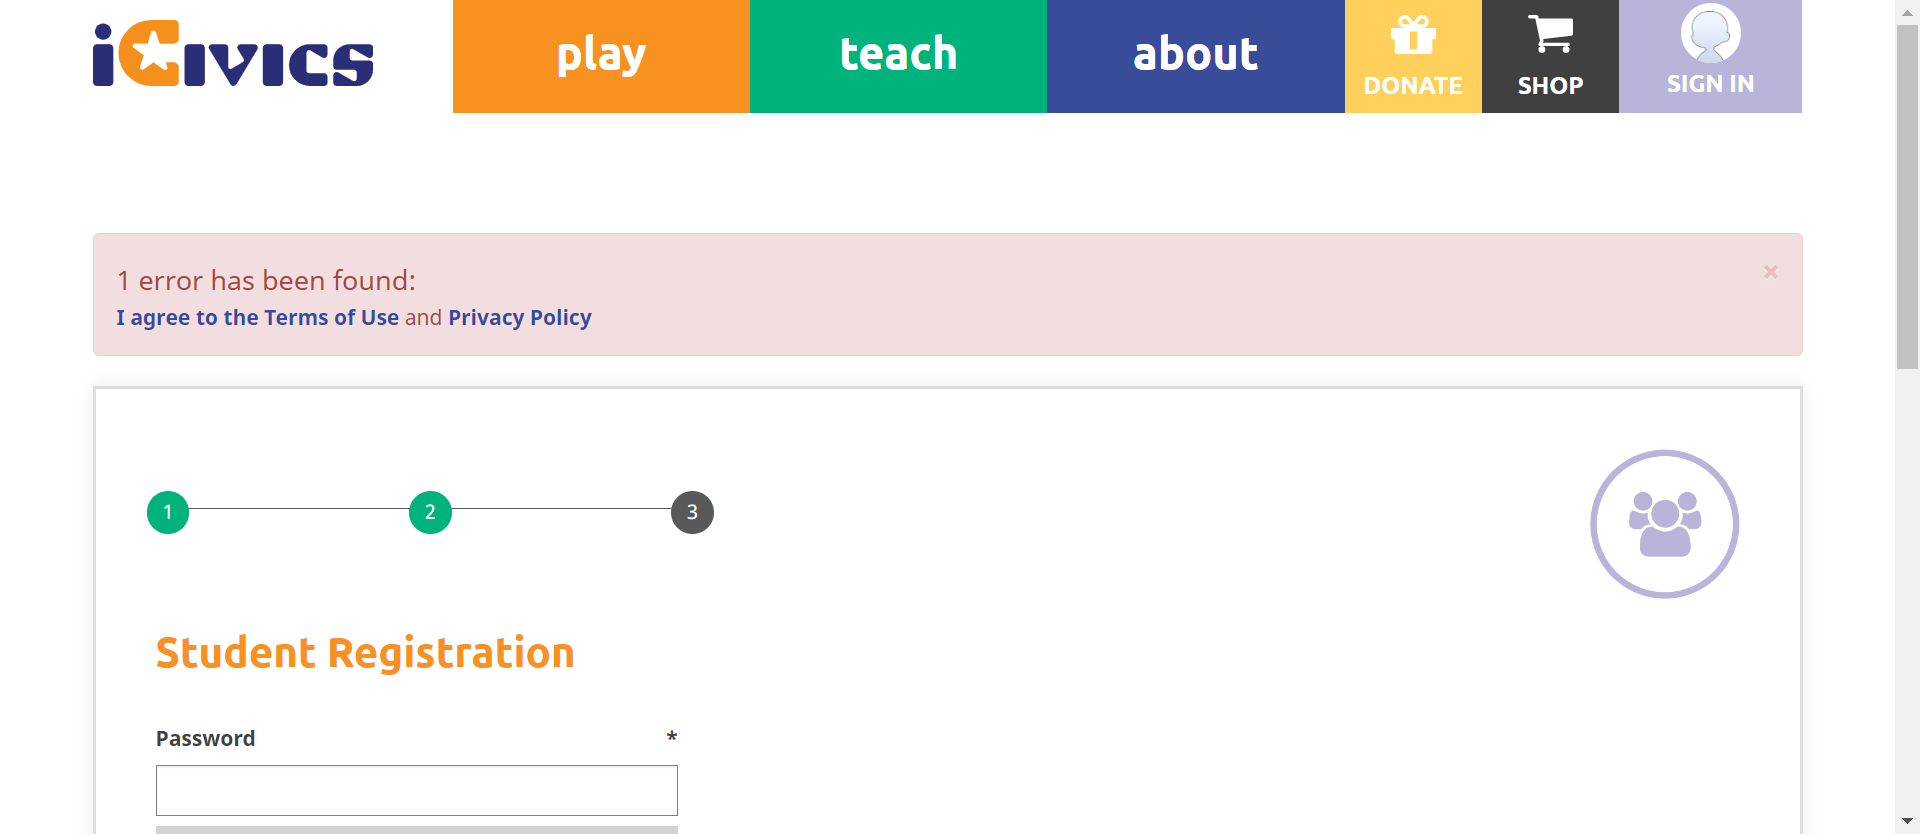 iCivics
play
teach
about
DONATE
SHOP
SIGN IN
1 error has been found:
×
I agree to the Terms of Use and Privacy Policy
1
2
3
Student Registration
Password *